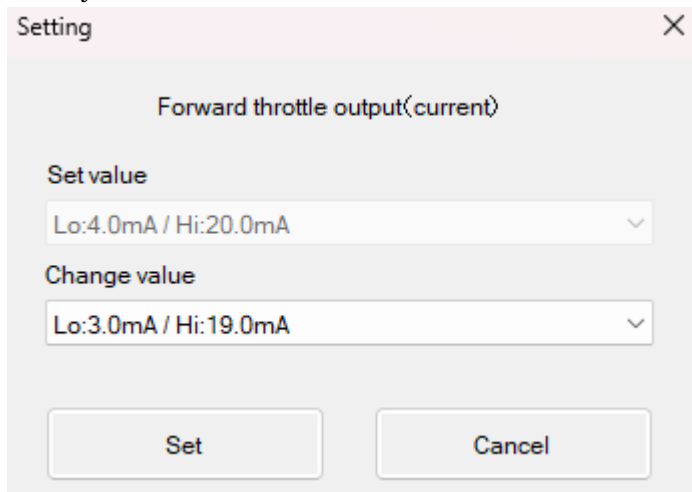 Setting
Forward throttle output(current)
Set value
Lo:4.0mA / Hi:20.0mA
Change value
Lo:3.0mA / Hi:19.0mA
Set Cancel